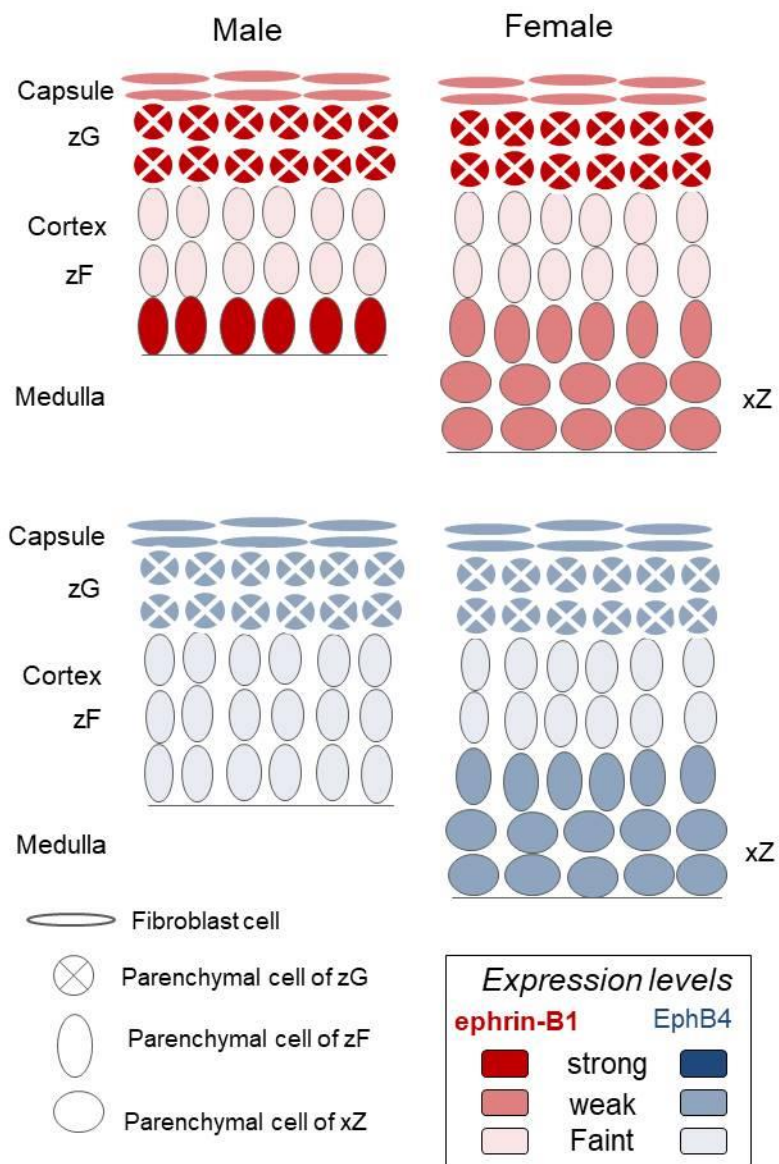 Male Female
Capsule
zG
Cortex
zF
Medulla
xZ
Capsule
zG
Cortex
zF
Medulla
xZ
Fibroblast cell
Parenchymal cell of zG
Parenchymal cell of zF
Parenchymal cell of xZ
Expression levels
ephrin-B1 EphB4
strong
weak
Faint